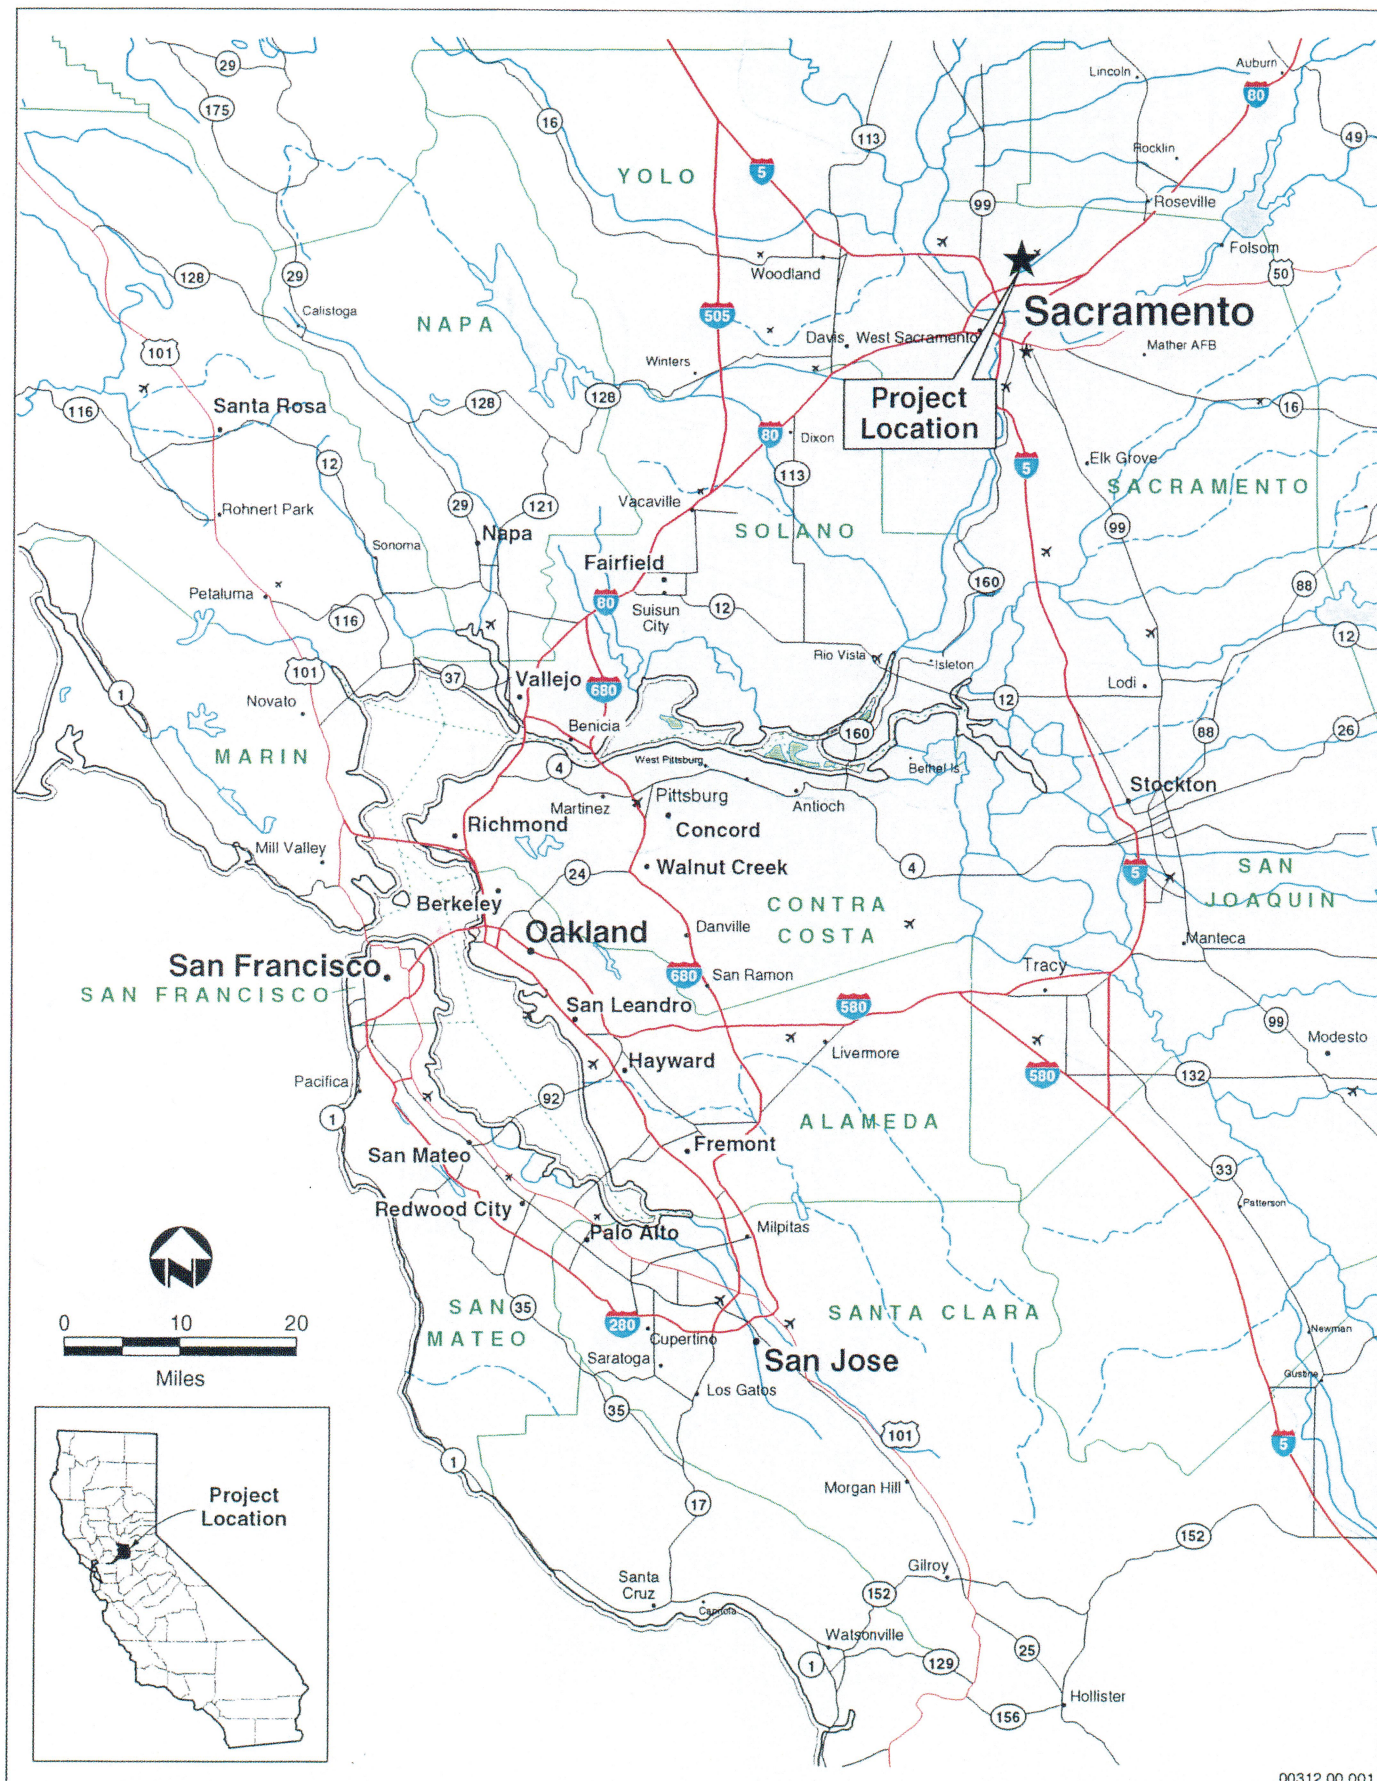 29
175
16
113
Lincoln
Auburn
80
49
Rocklin
YOLO
5
99
Roseville
Folsom
128
29
Woodland
50
Calistoga
NAPA
505
Sacramento
101
Davis
West Sacramento
Mather AFB
Winters
116
Santa Rosa
128
128
Project
Location
16
80
Dixon
12
113
5
Elk Grove
SACRAMENTO
Rohnert Park
29
121
Vacaville
Napa
SOLANO
99
Sonoma
Fairfield
160
88
Petaluma
116
80
Suisun
City
12
12
Rio Vista
Isleton
101
37
Vallejo
680
1
Novato
Lodi
12
Benicia
160
88
26
MARIN
4
West Pittsburg
Bethel Is.
Martinez
Pittsburg
Antioch
Stockton
Richmond
Concord
Mill Valley
24
Walnut Creek
4
5
SAN
JOAQUIN
Berkeley
CONTRA
COSTA
Oakland
Danville
Manteca
San Francisco
680
San Ramon
Tracy
SAN FRANCISCO
San Leandro
580
99
Modesto
Hayward
Livermore
580
132
Pacifica
92
1
ALAMEDA
San Mateo
Fremont
33
Redwood City
Patterson
Palo Alto
Milpitas
N
SAN
MATEO
35
280
SANTA CLARA
0
10
20
Cupertino
Newman
Miles
Saratoga
San Jose
Gustine
Los Gatos
35
101
5
1
Morgan Hill
Project
Location
17
152
Gilroy
Santa
Cruz
152
Capitola
Watsonville
25
1
129
Hollister
156
00312.00 001